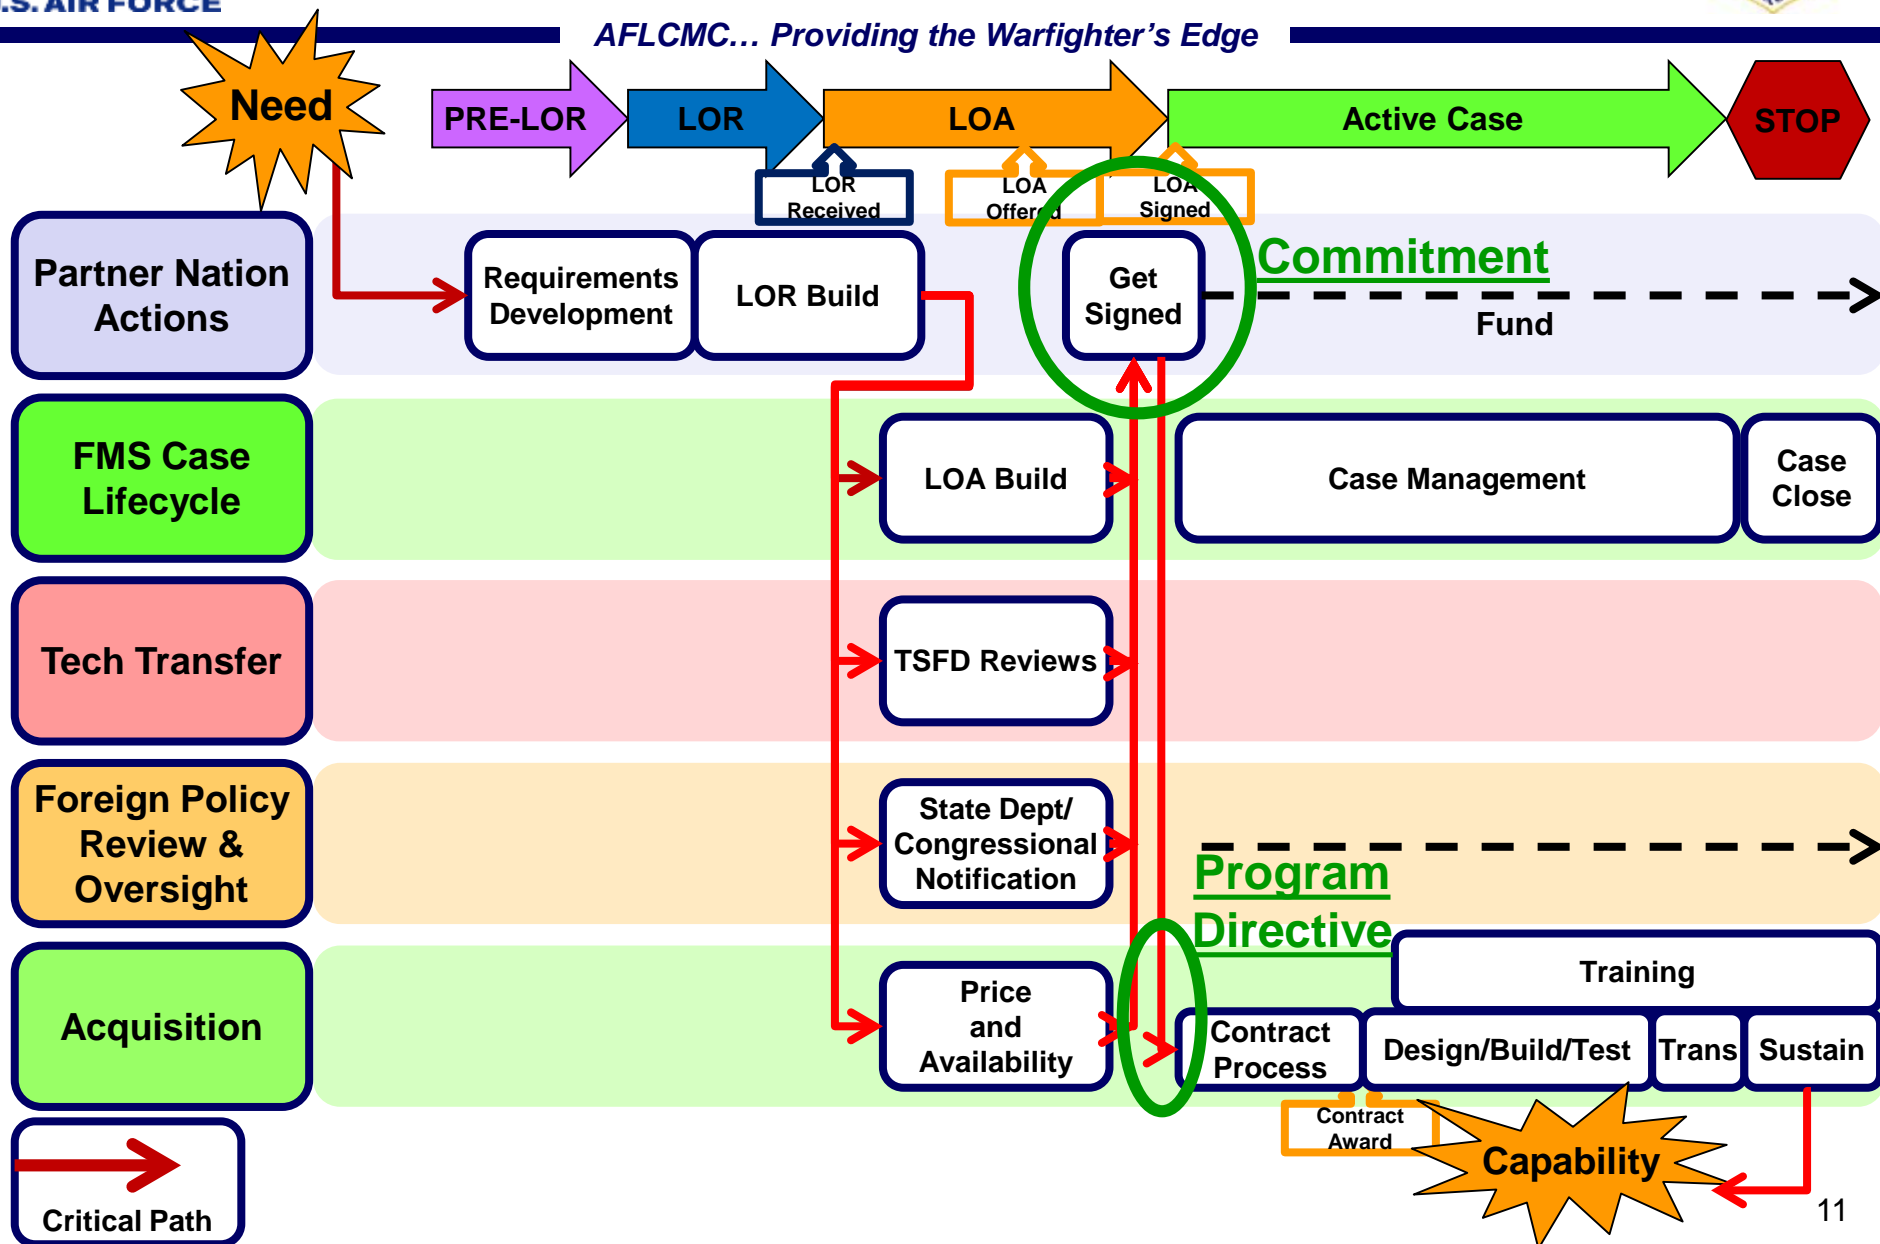 U.S. AIR FORCE
AFLCMC… Providing the Warfighter's Edge
Need
PRE-LOR
LOR
LOA
Active Case
STOP
LOR
Received
LOA
Offered
LOA
Signed
Partner Nation
Actions
Requirements
Development
LOR Build
Get
Signed
Commitment
Fund
FMS Case
Lifecycle
LOA Build
Case Management
Case
Close
Tech Transfer
TSFD Reviews
Foreign Policy
Review &
Oversight
State Dept/
Congressional
Notification
Program
Directive
Acquisition
Price
and
Availability
Training
Contract
Process
Design/Build/Test
Trans
Sustain
Contract
Award
Capability
Critical Path
11